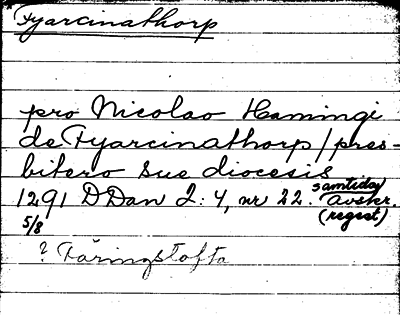 Fyarcinathorp
pro Nicolao Hamingi
de Fyarcinathorp / pres-
bitero sue diocesis
1291 DDan 2: 4, nr 22. samtidig Avskr.
5/8 (regest)
? Färingstofta